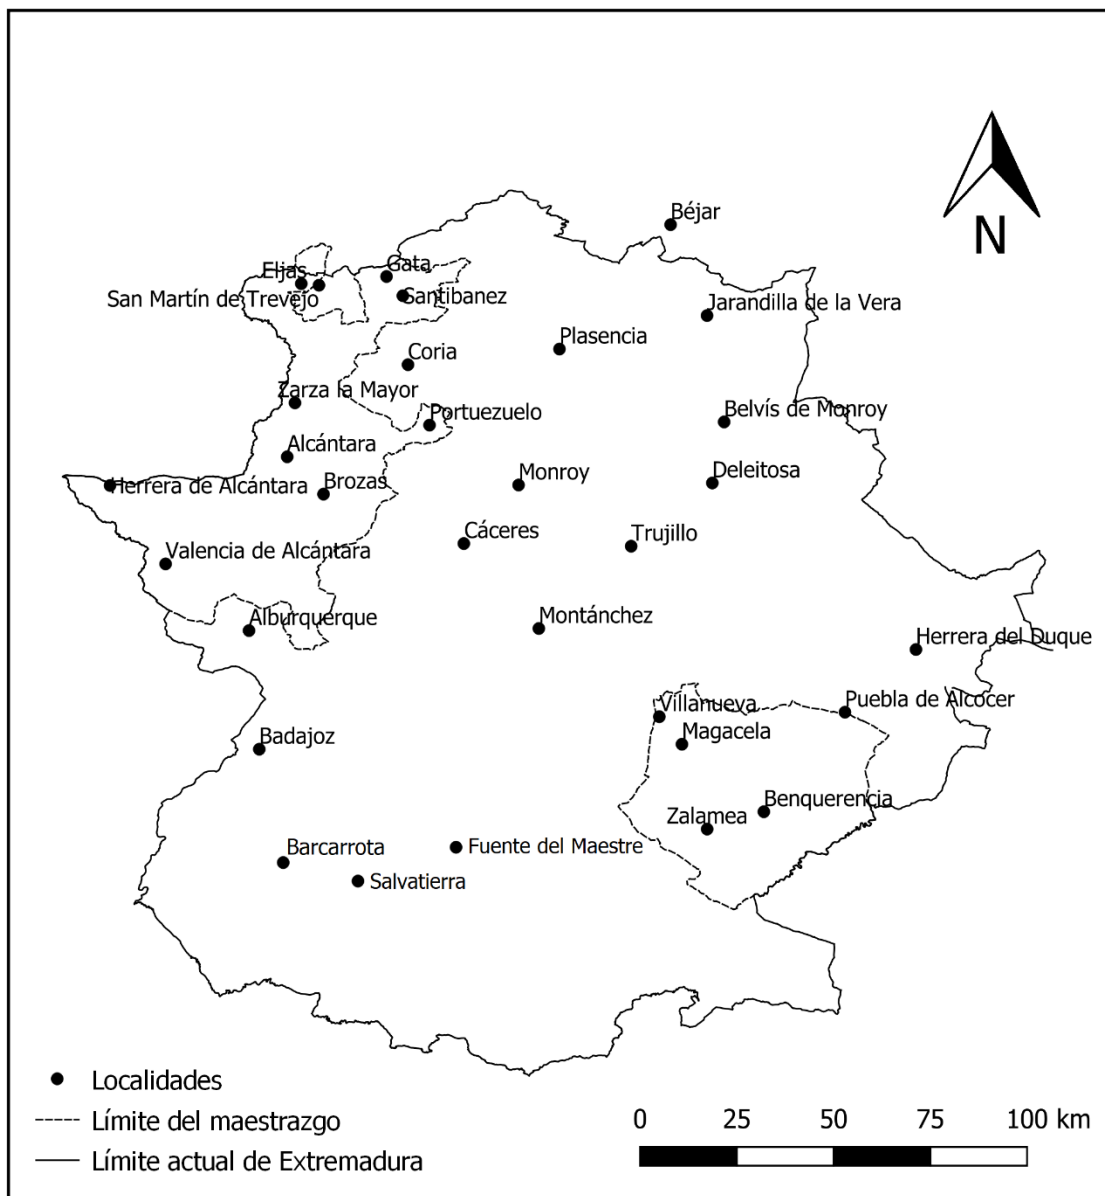 Béjar
N
Eljas
Gata
San Martín de Trevejo
Santibanez
Jarandilla de la Vera
Plasencia
Coria
Zarza la Mayor
Portuezuelo
Belvís de Monroy
Alcántara
Herrera de Alcántara
Brozas
Monroy
Deleitosa
Cáceres
Trujillo
Valencia de Alcántara
Alburquerque
Montánchez
Herrera del Duque
Villanueva
Puebla de Alcocer
Badajoz
Magacela
Zalamea
Benquerencia
Barcarrota
Fuente del Maestre
Salvatierra
Localidades
Límite del maestrazgo
Límite actual de Extremadura
0 25 50 75 100 km